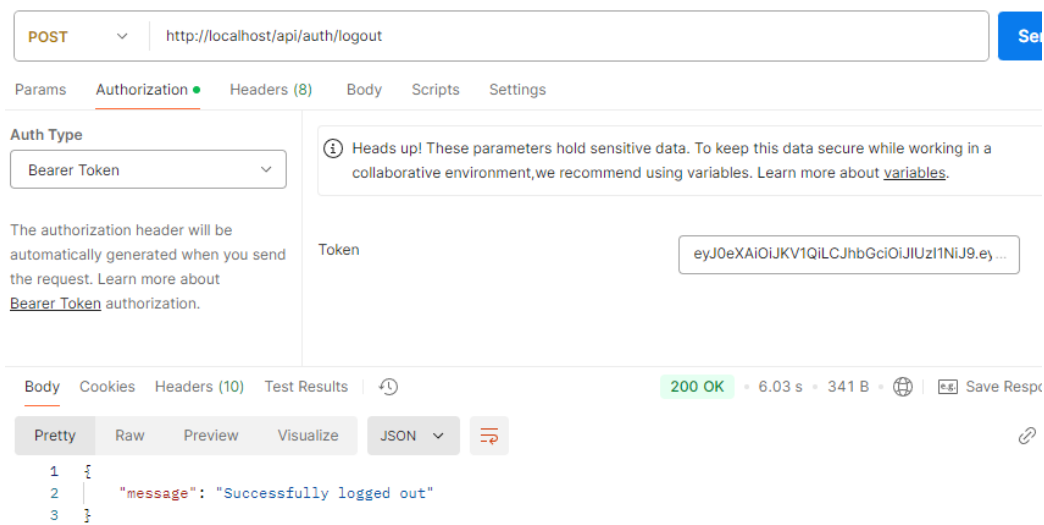 POST http://localhost/api/auth/logout
Params Authorization Headers (8) Body Scripts Settings
Auth Type
Bearer Token
The authorization header will be
automatically generated when you send
the request. Learn more about
Bearer Token authorization.
Heads up! These parameters hold sensitive data. To keep this data secure while working in a
collaborative environment,we recommend using variables. Learn more about variables.
Token eyJ0eXAiOiJKV1QiLCJhbGciOiJIUzI1NiJ9.ey...
Body Cookies Headers (10) Test Results 200 OK 6.03 s 341 B e.g. Save Respo
Pretty Raw Preview Visualize JSON
1 {
2 "message": "Successfully logged out"
3 }